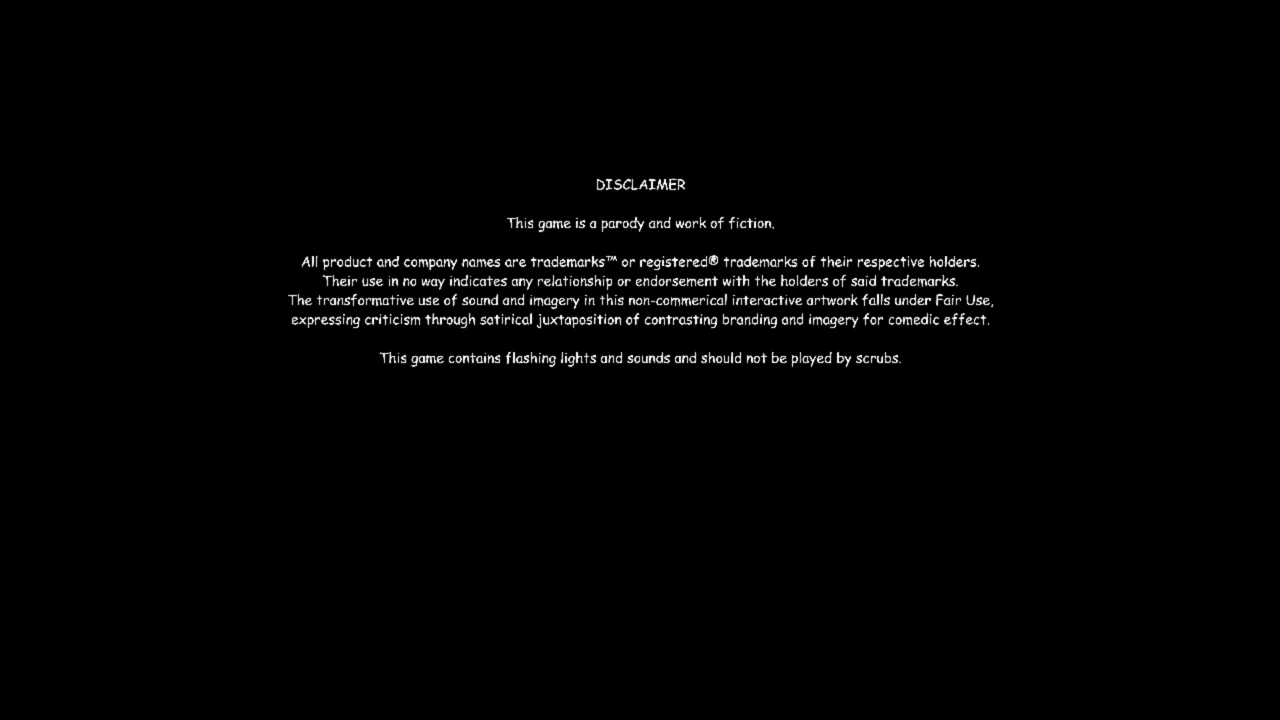 DISCLAIMER
This game is a parody and work of fiction.
All product and company names are trademarks™ or registered® trademarks of their respective holders.
Their use in no way indicates any relationship or endorsement with the holders of said trademarks.
The transformative use of sound and imagery in this non-commerical interactive artwork falls under Fair Use,
expressing criticism through satirical juxtaposition of contrasting branding and imagery for comedic effect.
This game contains flashing lights and sounds and should not be played by scrubs.